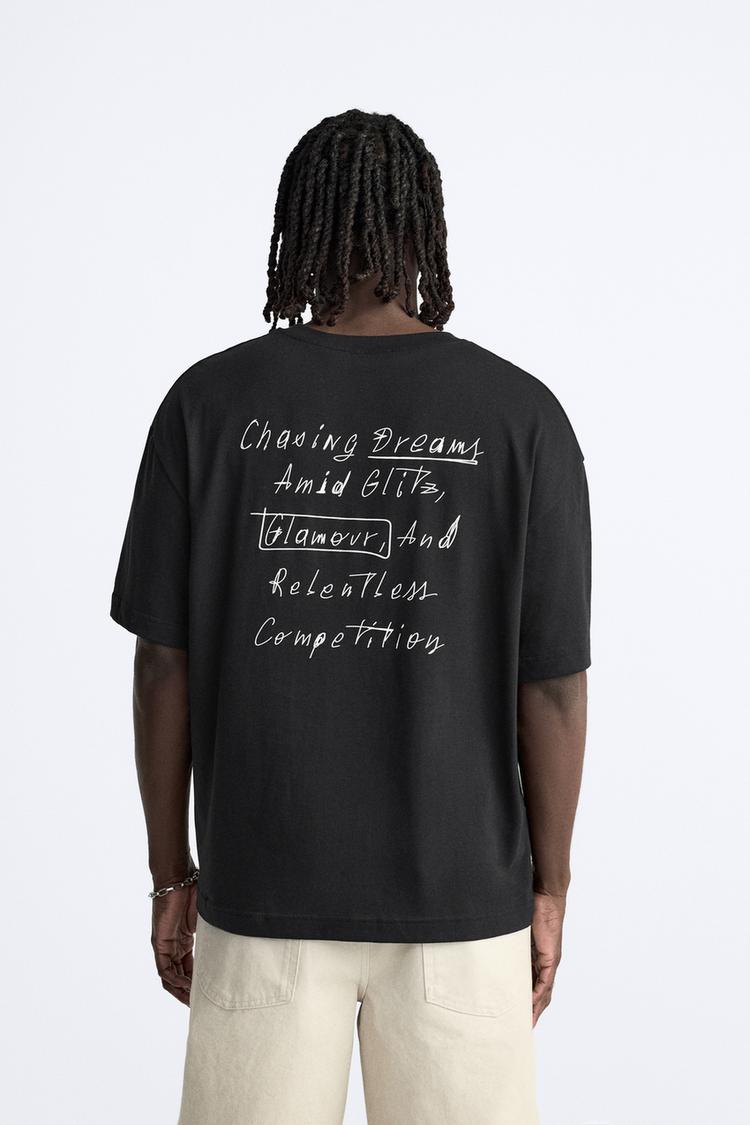 Chasing Dreams
Amid Glitz,
Glamour, And
Relentless
Competition